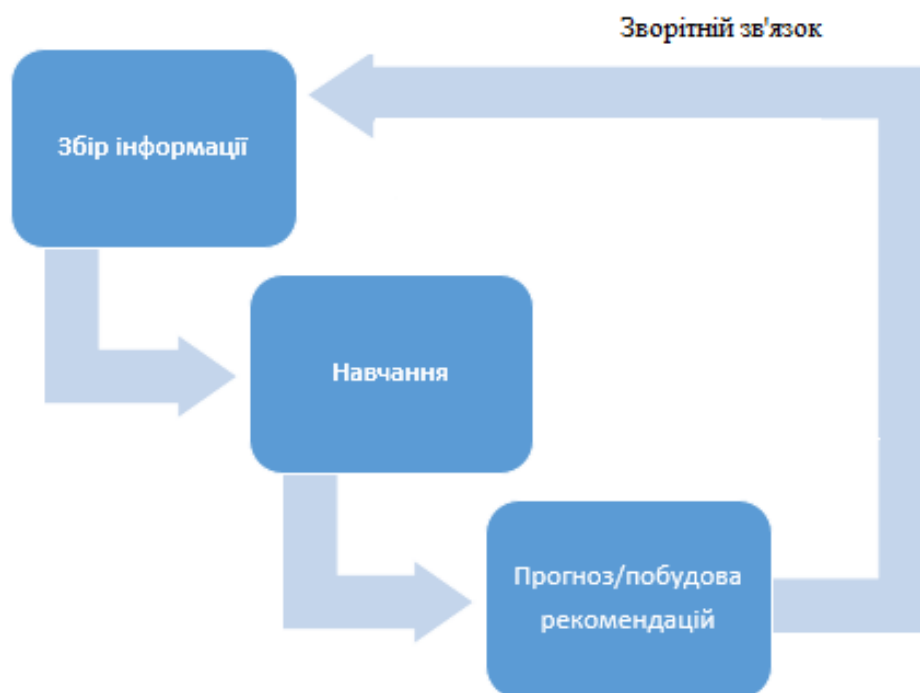 Зворітній зв'язок
Збір інформації
Навчання
Прогноз/побудова
рекомендацій